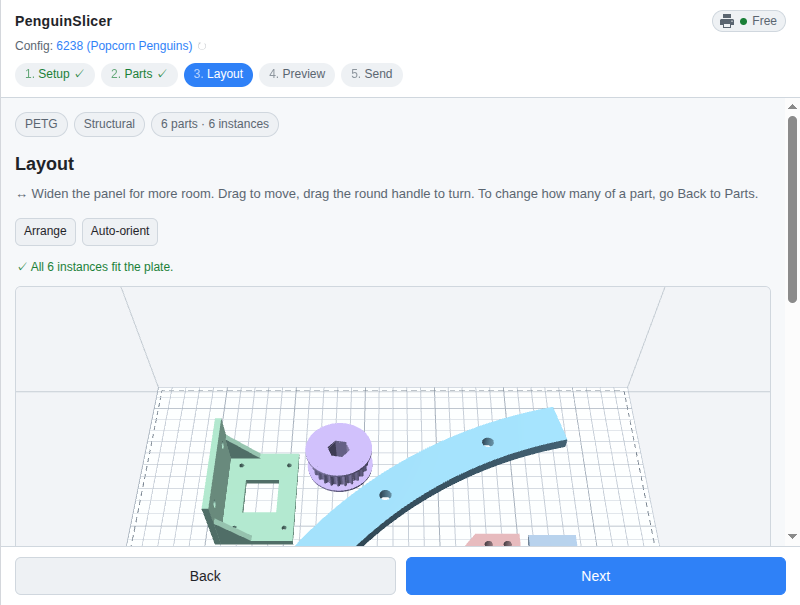 PenguinSlicer
Free
Config: 6238 (Popcorn Penguins)
1. Setup ✓
2. Parts ✓
3. Layout
4. Preview
5. Send
PETG
Structural
6 parts · 6 instances
Layout
↔ Widen the panel for more room. Drag to move, drag the round handle to turn. To change how many of a part, go Back to Parts.
Arrange
Auto-orient
✓ All 6 instances fit the plate.
Back
Next